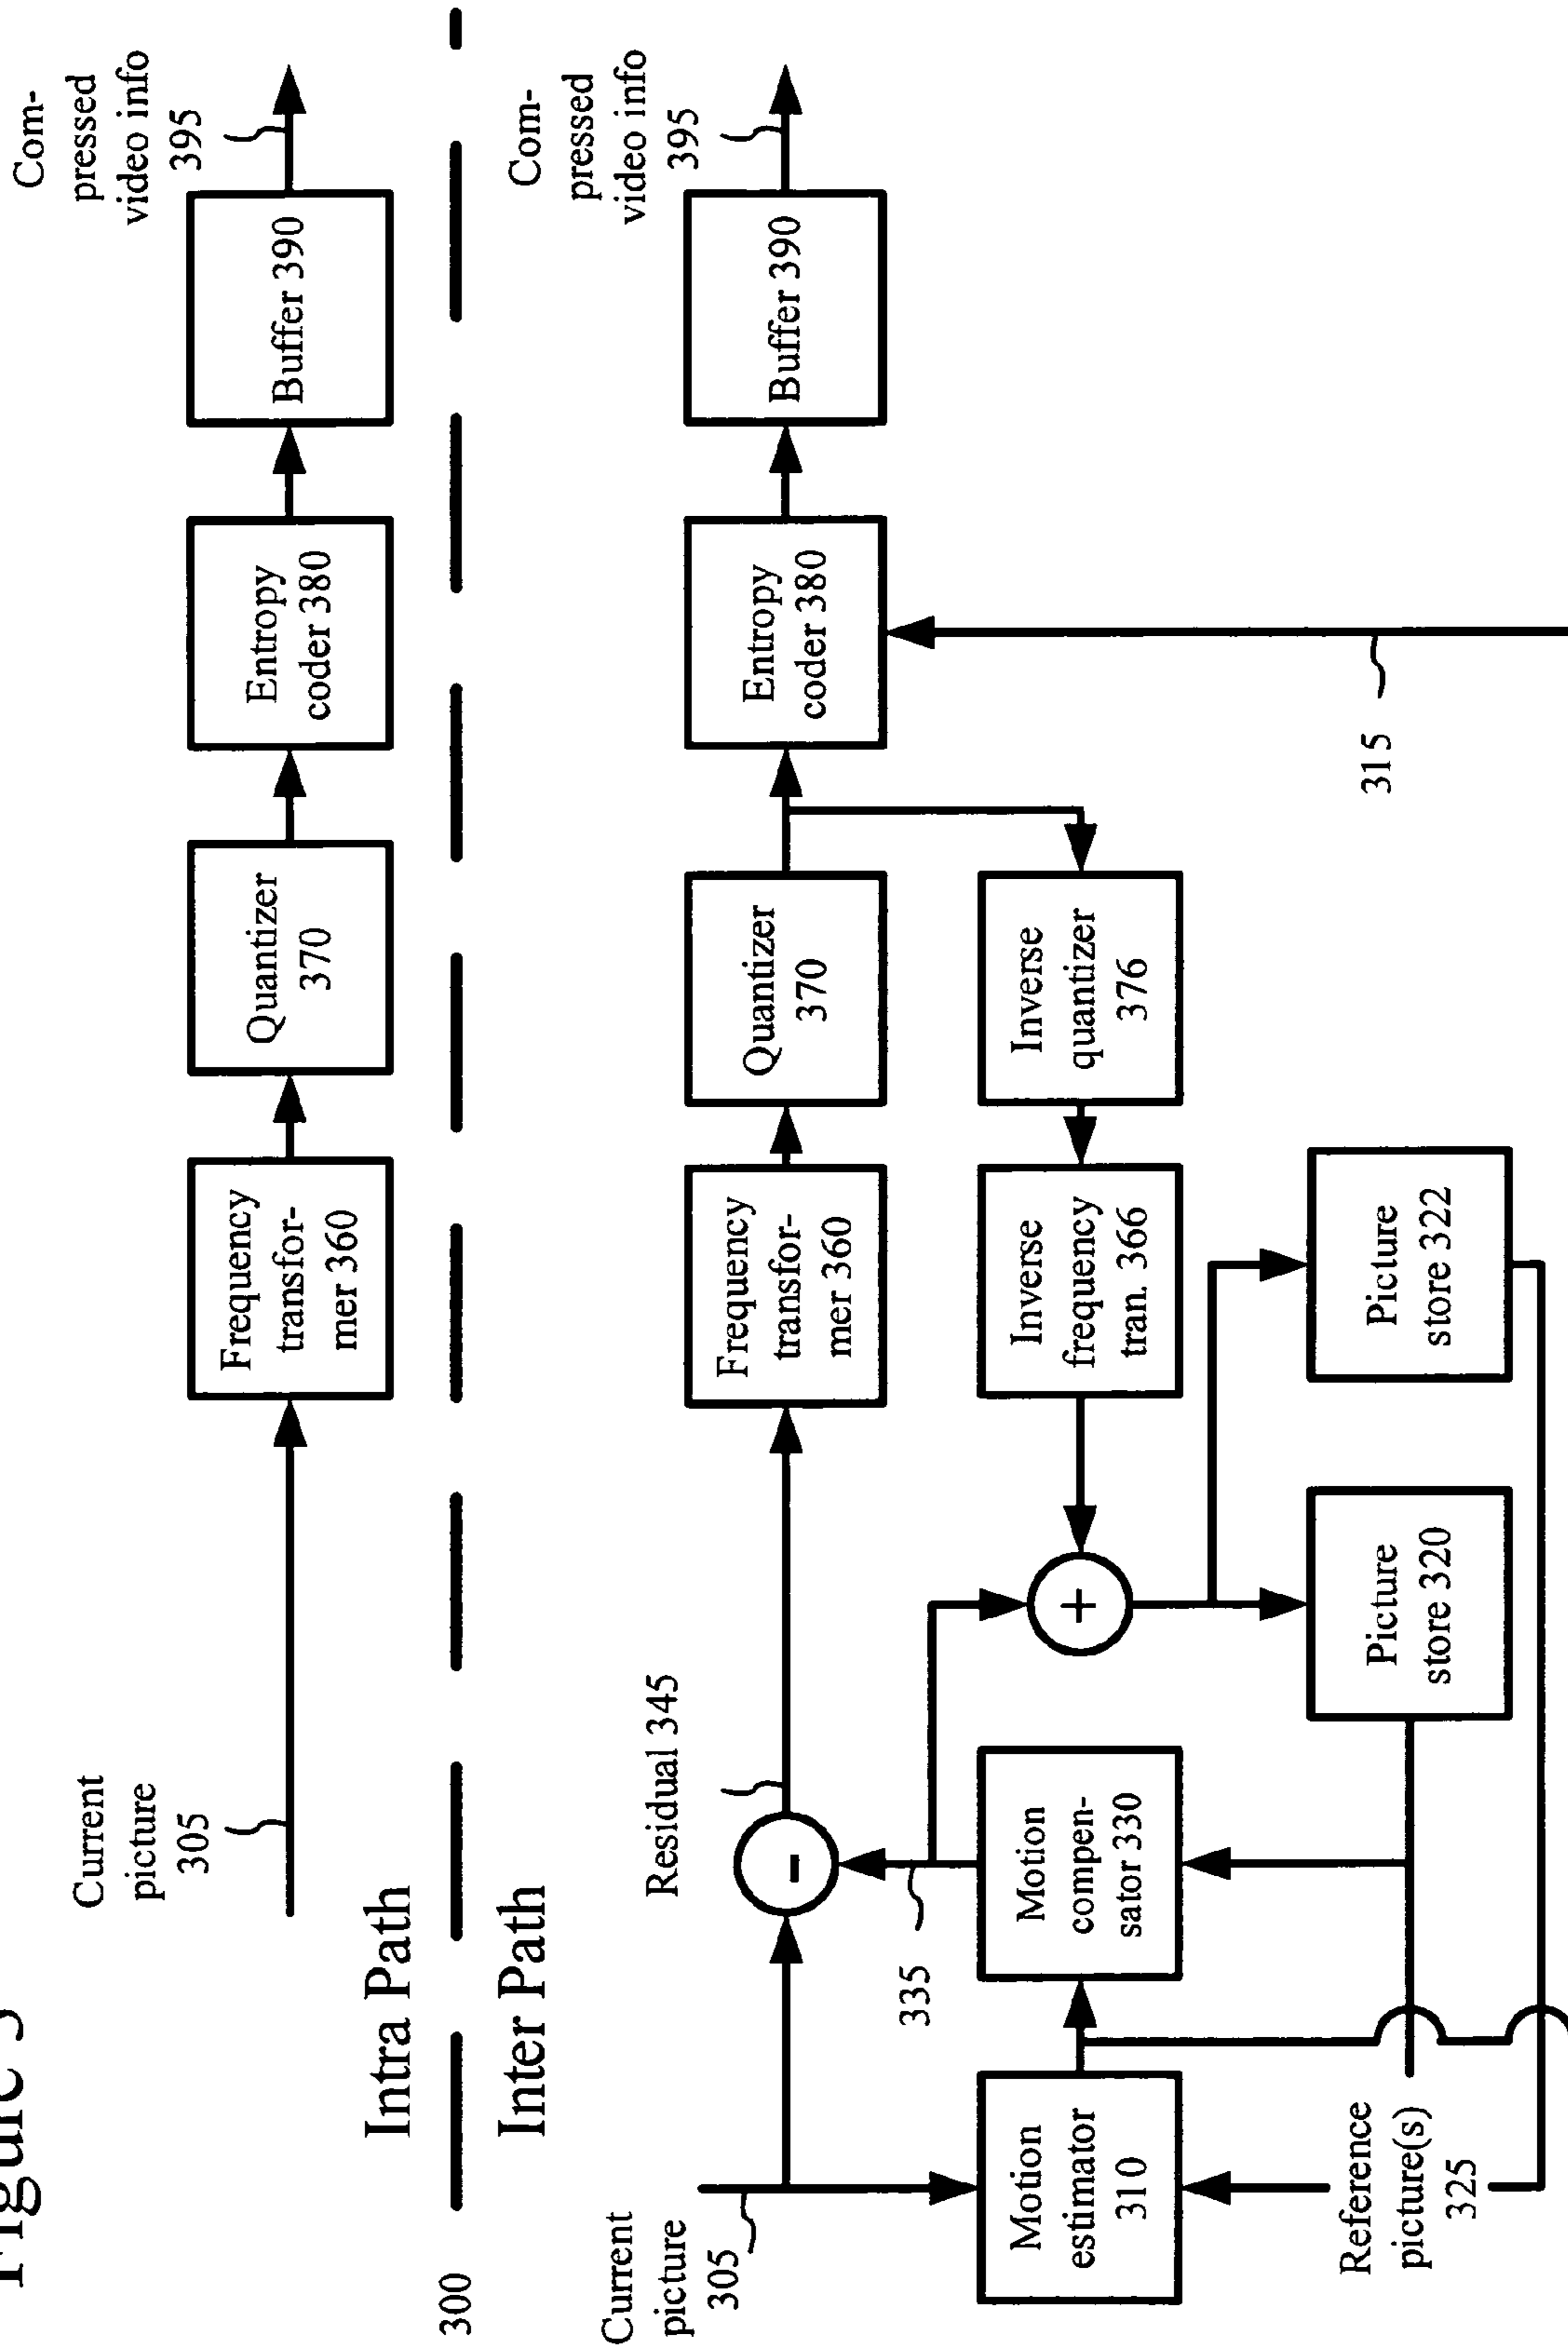 Figure 3
Current
picture
305
Frequency
transfor-
mer 360
Quantizer
370
Entropy
coder 380
Buffer 390
Com-
pressed
video info
395
Intra Path
300
Inter Path
Current
picture
305
Residual 345
-
Frequency
transfor-
mer 360
Quantizer
370
Entropy
coder 380
Buffer 390
Com-
pressed
video info
395
335
Motion
estimator
310
Motion
compen-
sator 330
+
Inverse
frequency
tran. 366
Inverse
quantizer
376
315
Reference
picture(s)
325
Picture
store 320
Picture
store 322